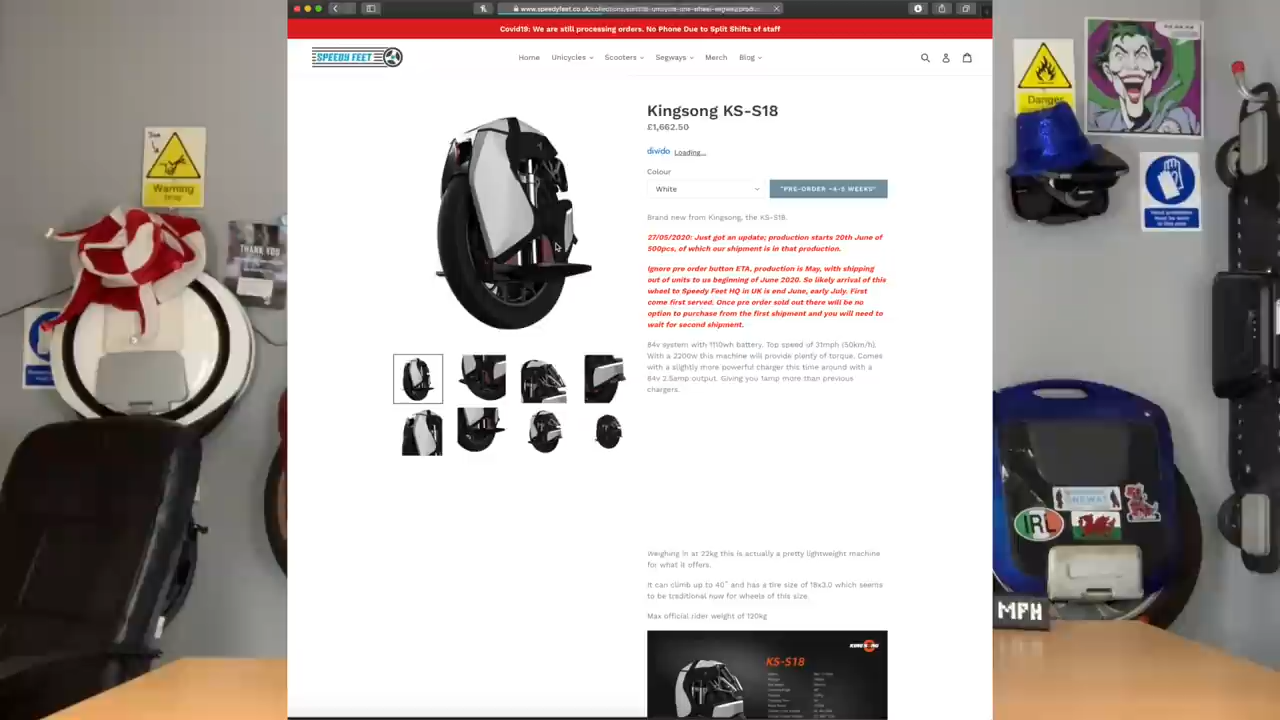 www.speedyfeet.co.uk/collections/
Covid19: We are still processing orders. No Phone Due to Split Shifts of staff
SPEEDY FEET
Home
Unicycles
Scooters
Segways
Merch
Blog
Kingsong KS-S18
£1,662.50
divido
Loading...
Colour
White
"PRE-ORDER ~4-5 WEEKS"
Brand new from Kingsong, the KS-S18.
27/05/2020: Just got an update; production starts 20th June of
500pcs, of which our shipment is in that production.
Ignore pre order button ETA, production is May, with shipping
out of units to us beginning of June 2020. So likely arrival of this
wheel to Speedy Feet HQ in UK is end June, early July. First
come first served. Once pre order sold out there will be no
option to purchase from the first shipment and you will need to
wait for second shipment.
84v system with 1110wh battery. Top speed of 31mph (50km/h).
With a 2200w this machine will provide plenty of torque. Comes
with a slightly more powerful charger this time around with a
84v 2.5amp output. Giving you 1amp more than previous
chargers.
Weighing in at 22kg this is actually a pretty lightweight machine
for what it offers.
It can climb up to 40° and has a tire size of 18x3.0 which seems
to be traditional now for wheels of this size.
Max official rider weight of 120kg
KINGSONG
KS-S18
Warning
THANK YOU
Danger
IRL
MPH